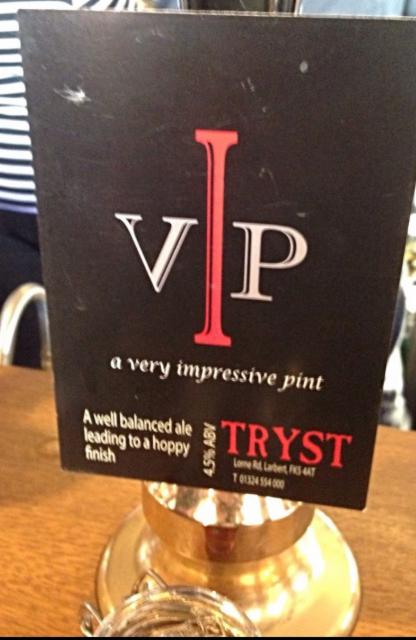 VIP
a very impressive pint
A well balanced ale
leading to a hoppy
finish
4.5% ABV
TRYST
Lorne Rd, Larbert, FK5 4AT
T 01324 554 000